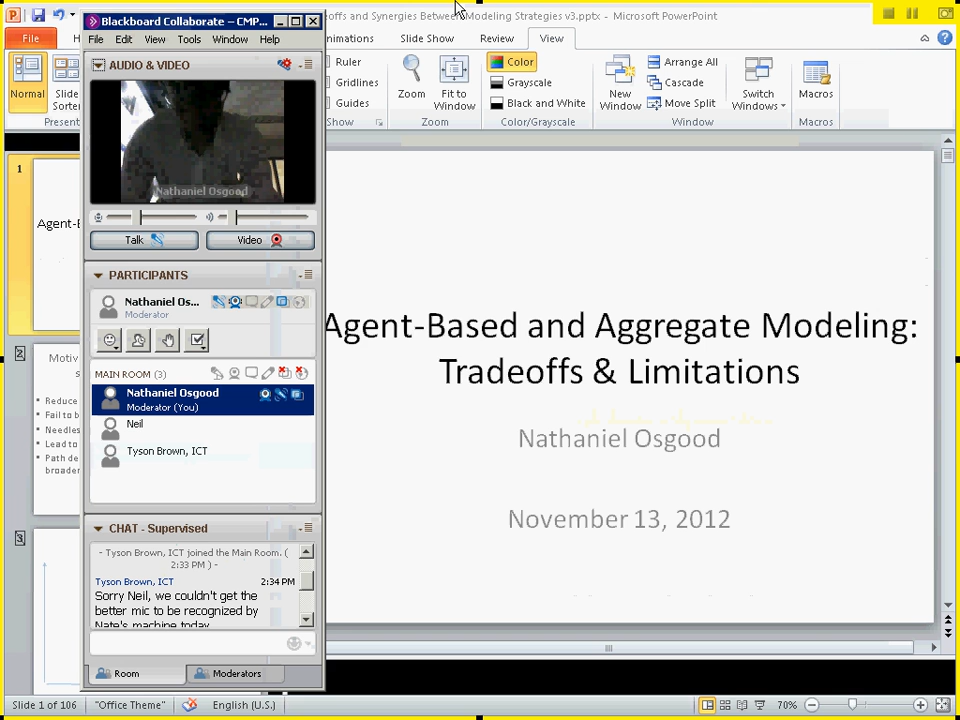 Blackboard Collaborate – CMP...
File Edit View Tools Window Help
AUDIO & VIDEO
Nathaniel Osgood
Talk Video
PARTICIPANTS
Nathaniel Os...
Moderator
MAIN ROOM (3)
Nathaniel Osgood
Moderator (You)
Neil
Tyson Brown, ICT
CHAT - Supervised
- Tyson Brown, ICT joined the Main Room. (
2:33 PM ) -
Tyson Brown, ICT 2:34 PM
Sorry Neil, we couldn't get the
better mic to be recognized by
Nate's machine today
Room Moderators
offs and Synergies Between Modeling Strategies v3.pptx - Microsoft PowerPoint
File H nimations Slide Show Review View
Normal
Slide
Sorter
Present
Ruler
Gridlines
Guides
Show
Zoom
Fit to
Window
Zoom
Color
Grayscale
Black and White
Color/Grayscale
New
Window
Arrange All
Cascade
Move Split
Switch
Windows
Window
Macros
Macros
1
Agent-B
2
Motiv
s
• Reduce
• Fail to b
• Needles
• Lead to
• Path de
broader
3
Agent-Based and Aggregate Modeling:
Tradeoffs & Limitations
Nathaniel Osgood
November 13, 2012
Slide 1 of 106 "Office Theme" English (U.S.) 70%